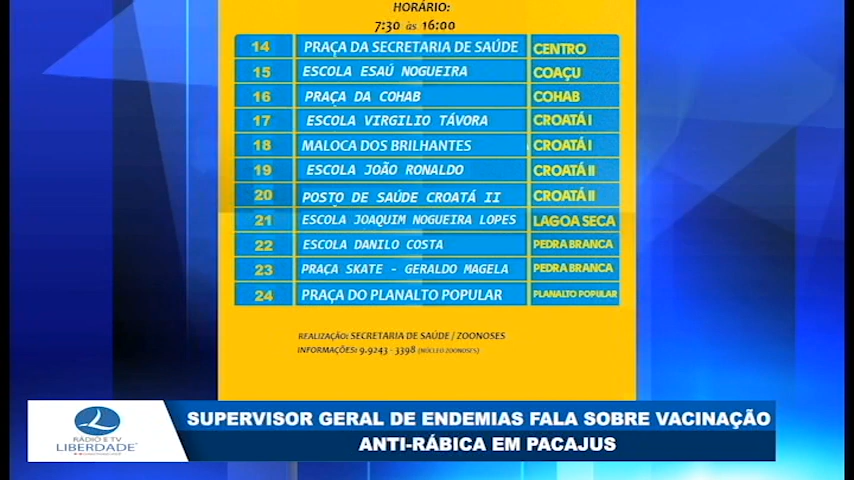 HORÁRIO:
7:30 às 16:00
14 PRAÇA DA SECRETARIA DE SAÚDE CENTRO
15 ESCOLA ESAÚ NOGUEIRA COAÇU
16 PRAÇA DA COHAB COHAB
17 ESCOLA VIRGILIO TÁVORA CROATÁ I
18 MALOCA DOS BRILHANTES CROATÁ I
19 ESCOLA JOÃO RONALDO CROATÁ II
20 POSTO DE SAÚDE CROATÁ II CROATÁ II
21 ESCOLA JOAQUIM NOGUEIRA LOPES LAGOA SECA
22 ESCOLA DANILO COSTA PEDRA BRANCA
23 PRAÇA SKATE - GERALDO MAGELA PEDRA BRANCA
24 PRAÇA DO PLANALTO POPULAR PLANALTO POPULAR
REALIZAÇÃO: SECRETARIA DE SAÚDE / ZOONOSES
INFORMAÇÕES: 9.9243 - 3398 (NÚCLEO ZOONOSES)
RÁDIO E TV
LIBERDADE
SUPERVISOR GERAL DE ENDEMIAS FALA SOBRE VACINAÇÃO
ANTI-RÁBICA EM PACAJUS